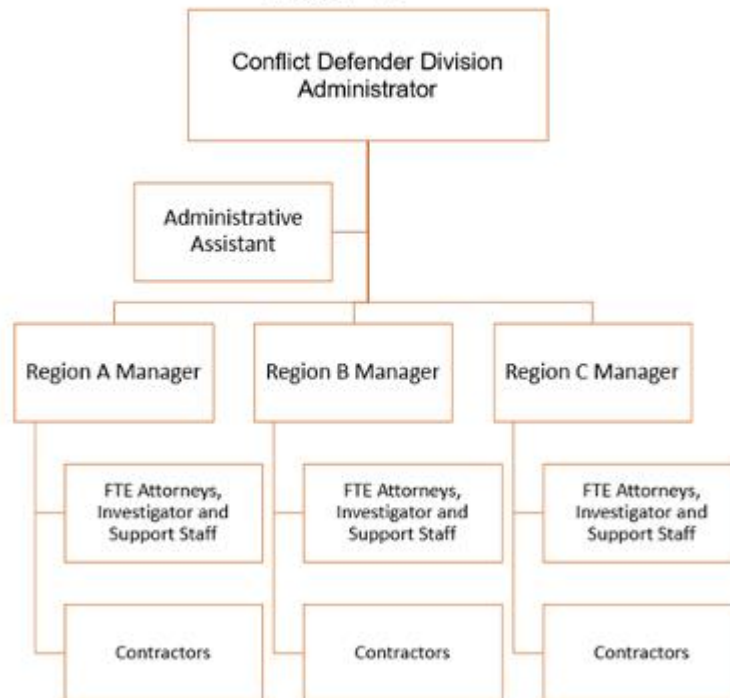 Conflict Defender Division
Administrator
Administrative
Assistant
Region A Manager
Region B Manager
Region C Manager
FTE Attorneys,
Investigator and
Support Staff
FTE Attorneys,
Investigator and
Support Staff
FTE Attorneys,
Investigator and
Support Staff
Contractors
Contractors
Contractors